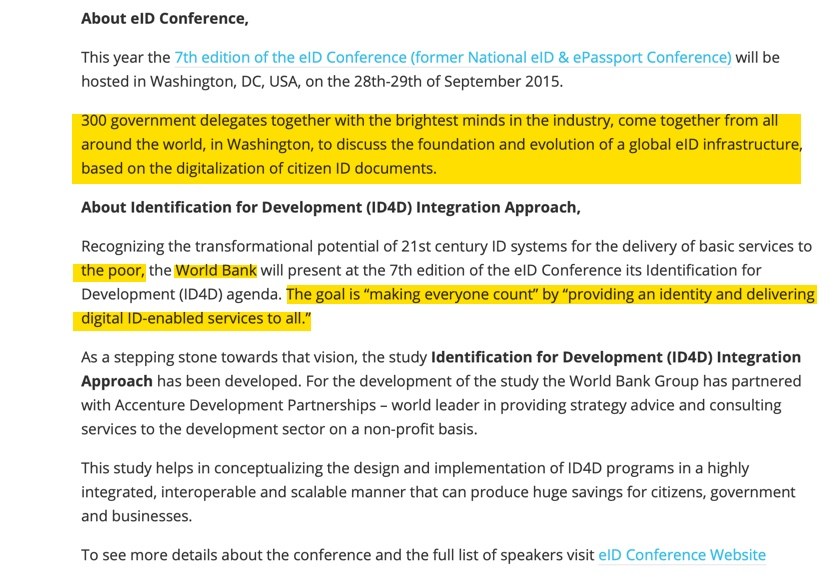 About eID Conference,
This year the 7th edition of the eID Conference (former National eID & ePassport Conference) will be
hosted in Washington, DC, USA, on the 28th-29th of September 2015.
300 government delegates together with the brightest minds in the industry, come together from all
around the world, in Washington, to discuss the foundation and evolution of a global eID infrastructure,
based on the digitalization of citizen ID documents.
About Identification for Development (ID4D) Integration Approach,
Recognizing the transformational potential of 21st century ID systems for the delivery of basic services to
the poor, the World Bank will present at the 7th edition of the eID Conference its Identification for
Development (ID4D) agenda. The goal is “making everyone count” by “providing an identity and delivering
digital ID-enabled services to all.”
As a stepping stone towards that vision, the study Identification for Development (ID4D) Integration
Approach has been developed. For the development of the study the World Bank Group has partnered
with Accenture Development Partnerships – world leader in providing strategy advice and consulting
services to the development sector on a non-profit basis.
This study helps in conceptualizing the design and implementation of ID4D programs in a highly
integrated, interoperable and scalable manner that can produce huge savings for citizens, government
and businesses.
To see more details about the conference and the full list of speakers visit eID Conference Website